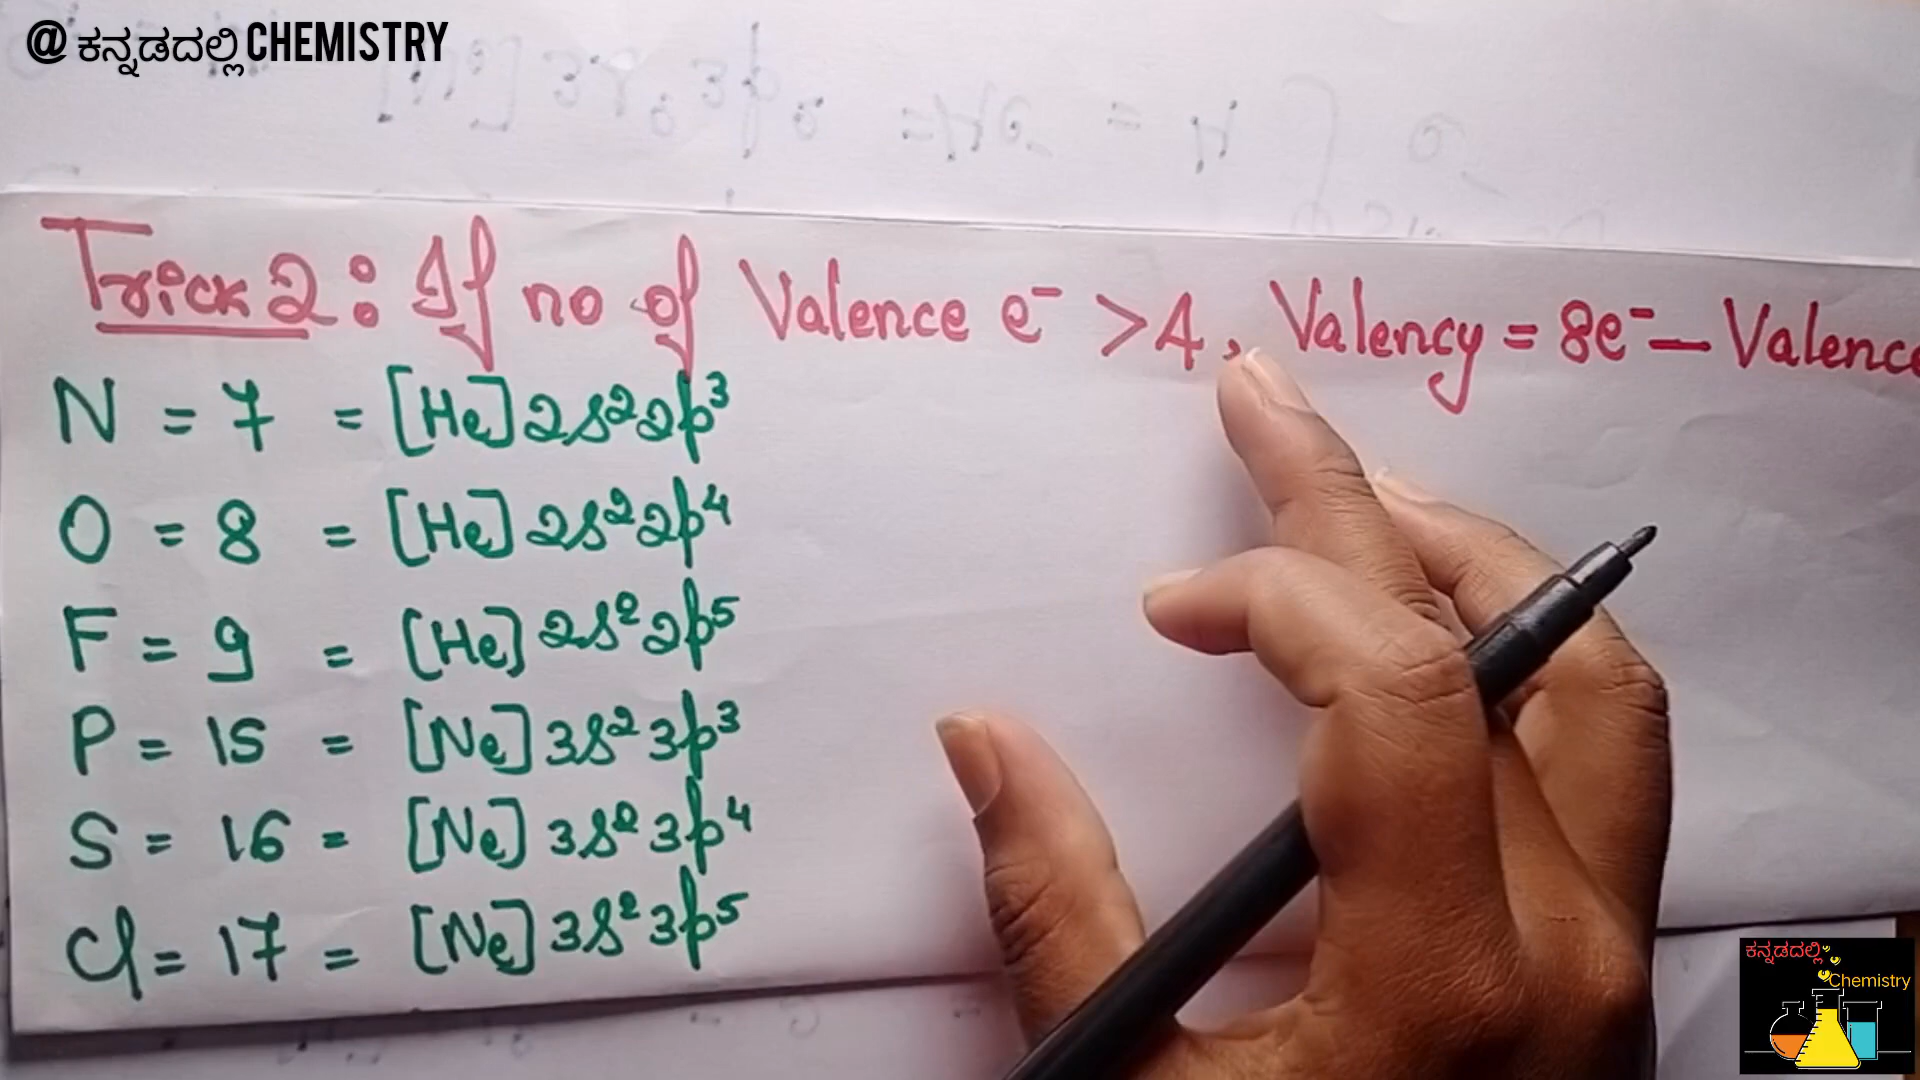 @ ಕನ್ನಡದಲ್ಲಿ CHEMISTRY
Trick 2: If no of Valence e⁻ > 4, Valency = 8e⁻ — Valence
N = 7 = [He] 2s² 2p³
O = 8 = [He] 2s² 2p⁴
F = 9 = [He] 2s² 2p⁵
P = 15 = [Ne] 3s² 3p³
S = 16 = [Ne] 3s² 3p⁴
Cl = 17 = [Ne] 3s² 3p⁵
ಕನ್ನಡದಲ್ಲಿ
Chemistry